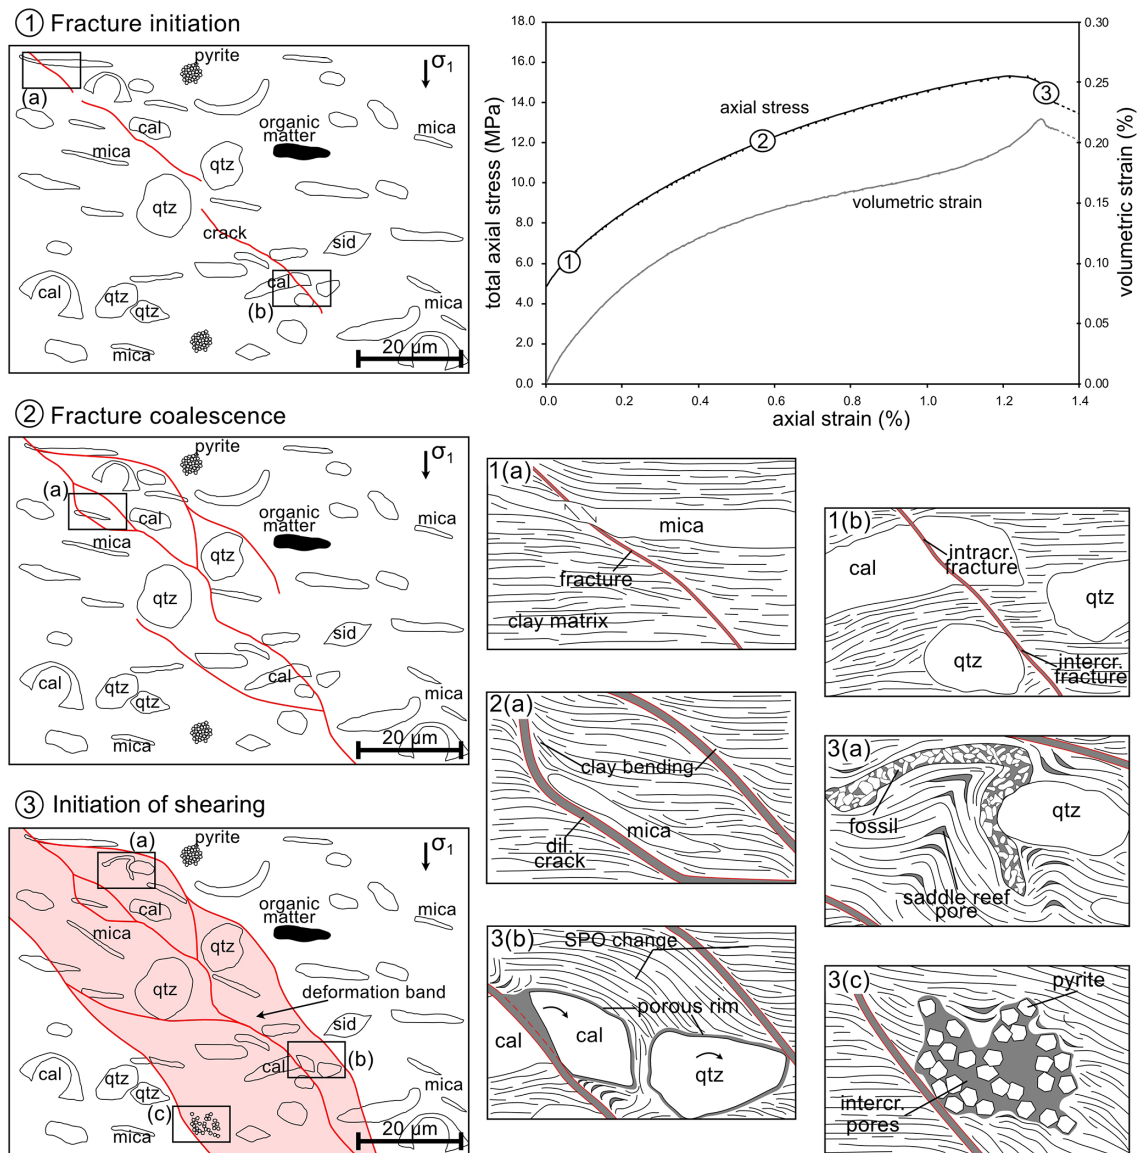 1 Fracture initiation
pyrite
σ1
(a)
cal
organic
matter
mica
mica
qtz
qtz
crack
sid
cal
cal
qtz
qtz
(b)
mica
mica
20 µm
18.0
16.0
14.0
12.0
10.0
8.0
6.0
4.0
2.0
0.0
total axial stress (MPa)
0.30
0.25
0.20
0.15
0.10
0.05
0.00
volumetric strain (%)
axial stress
volumetric strain
1
2
3
0.0
0.2
0.4
0.6
0.8
1.0
1.2
1.4
axial strain (%)
2 Fracture coalescence
pyrite
σ1
(a)
cal
organic
matter
mica
mica
qtz
qtz
sid
cal
cal
qtz
qtz
mica
mica
20 µm
1(a)
mica
fracture
clay matrix
1(b)
intracr.
fracture
cal
qtz
qtz
intercr.
fracture
2(a)
clay bending
mica
dil.
crack
3(a)
qtz
fossil
saddle reef
pore
3 Initiation of shearing
(a)
pyrite
σ1
cal
organic
matter
mica
mica
qtz
qtz
deformation band
sid
cal
cal
(b)
qtz
qtz
mica
(c)
mica
20 µm
3(b)
SPO change
porous rim
cal
cal
qtz
3(c)
pyrite
intercr.
pores